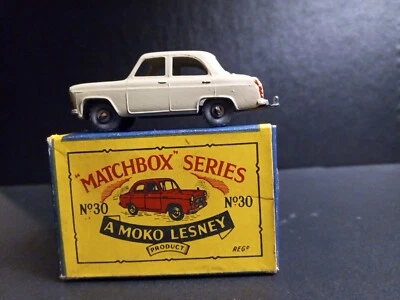 "MATCHBOX" SERIES
Nº30 Nº30
A MOKO LESNEY
PRODUCT
REGD